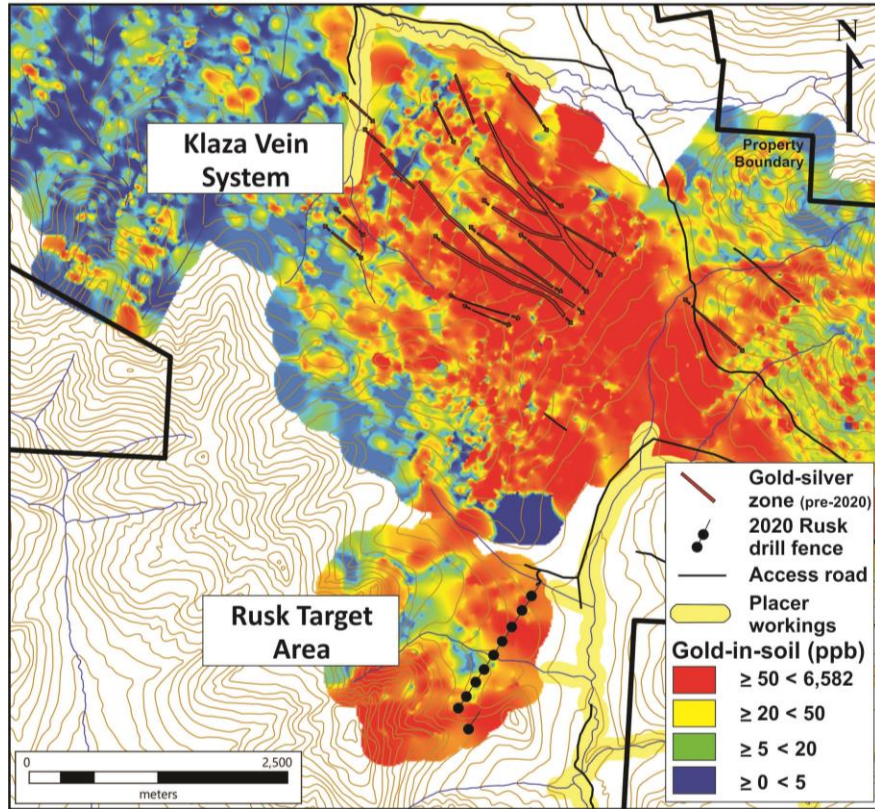 N
Klaza Vein
System
Property
Boundary
Rusk Target
Area
Gold-silver
zone (pre-2020)
2020 Rusk
drill fence
Access road
Placer
workings
Gold-in-soil (ppb)
≥ 50 < 6,582
≥ 20 < 50
≥ 5 < 20
≥ 0 < 5
0 2,500
meters